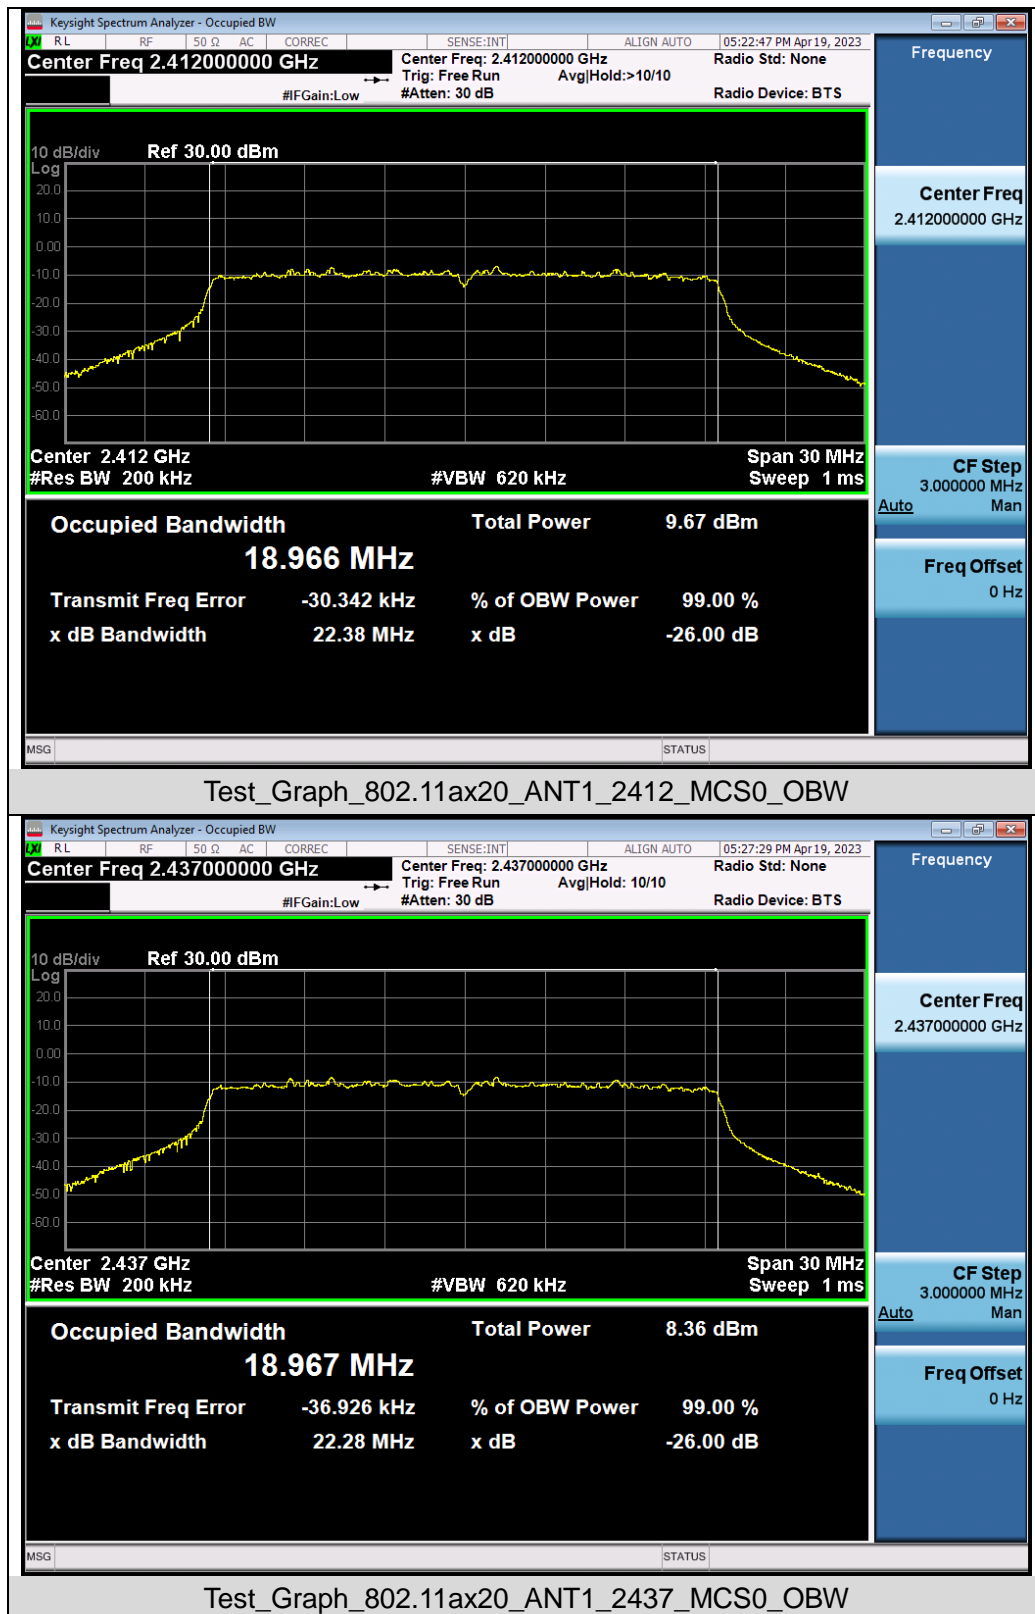 Keysight Spectrum Analyzer - Occupied BW
LXI RL RF 50 Ω AC CORREC SENSE:INT ALIGN AUTO 05:22:47 PM Apr 19, 2023
Center Freq 2.412000000 GHz
Center Freq: 2.412000000 GHz
Radio Std: None
Trig: Free Run Avg|Hold:>10/10
#IFGain:Low #Atten: 30 dB Radio Device: BTS
Frequency
10 dB/div Ref 30.00 dBm
Log
20.0
10.0
0.00
-10.0
-20.0
-30.0
-40.0
-50.0
-60.0
Center 2.412 GHz Span 30 MHz
#Res BW 200 kHz #VBW 620 kHz Sweep 1 ms
Center Freq
2.412000000 GHz
CF Step
3.000000 MHz
Auto Man
Freq Offset
0 Hz
Occupied Bandwidth Total Power 9.67 dBm
18.966 MHz
Transmit Freq Error -30.342 kHz % of OBW Power 99.00 %
x dB Bandwidth 22.38 MHz x dB -26.00 dB
MSG STATUS
Test_Graph_802.11ax20_ANT1_2412_MCS0_OBW
Keysight Spectrum Analyzer - Occupied BW
LXI RL RF 50 Ω AC CORREC SENSE:INT ALIGN AUTO 05:27:29 PM Apr 19, 2023
Center Freq 2.437000000 GHz
Center Freq: 2.437000000 GHz
Radio Std: None
Trig: Free Run Avg|Hold: 10/10
#IFGain:Low #Atten: 30 dB Radio Device: BTS
Frequency
10 dB/div Ref 30.00 dBm
Log
20.0
10.0
0.00
-10.0
-20.0
-30.0
-40.0
-50.0
-60.0
Center 2.437 GHz Span 30 MHz
#Res BW 200 kHz #VBW 620 kHz Sweep 1 ms
Center Freq
2.437000000 GHz
CF Step
3.000000 MHz
Auto Man
Freq Offset
0 Hz
Occupied Bandwidth Total Power 8.36 dBm
18.967 MHz
Transmit Freq Error -36.926 kHz % of OBW Power 99.00 %
x dB Bandwidth 22.28 MHz x dB -26.00 dB
MSG STATUS
Test_Graph_802.11ax20_ANT1_2437_MCS0_OBW